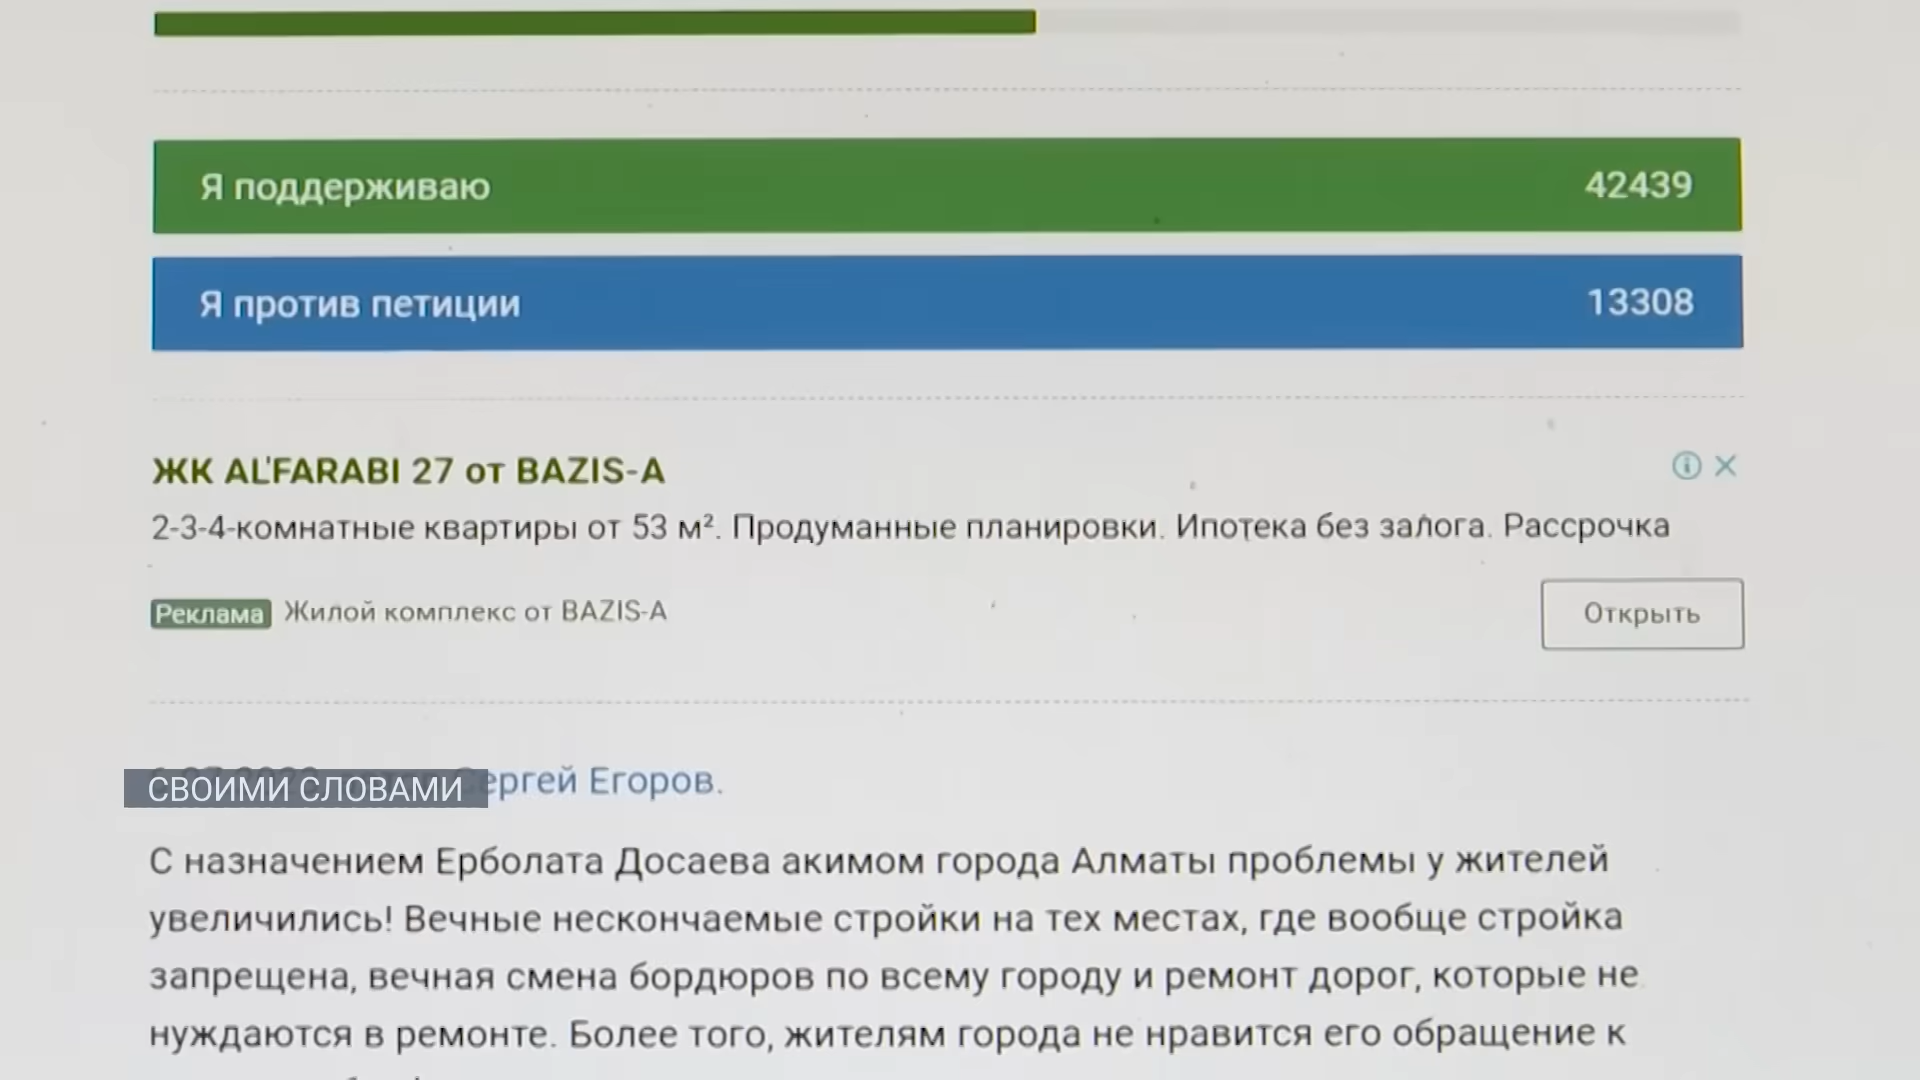 Я поддерживаю 42439
Я против петиции 13308
ЖК AL'FARABI 27 от BAZIS-A
2-3-4-комнатные квартиры от 53 м². Продуманные планировки. Ипотека без залога. Рассрочка
Реклама Жилой комплекс от BAZIS-A
Открыть
СВОИМИ СЛОВАМИ
Сергей Егоров.
С назначением Ерболата Досаева акимом города Алматы проблемы у жителей
увеличились! Вечные нескончаемые стройки на тех местах, где вообще стройка
запрещена, вечная смена бордюров по всему городу и ремонт дорог, которые не
нуждаются в ремонте. Более того, жителям города не нравится его обращение к